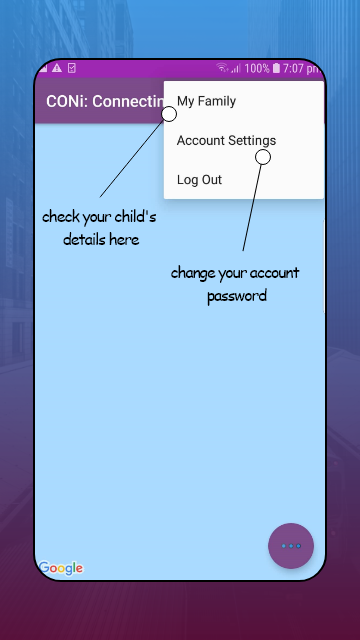 100% 7:07 pm
CONi: Connectin
My Family
Account Settings
Log Out
check your child's
details here
change your account
password
Google